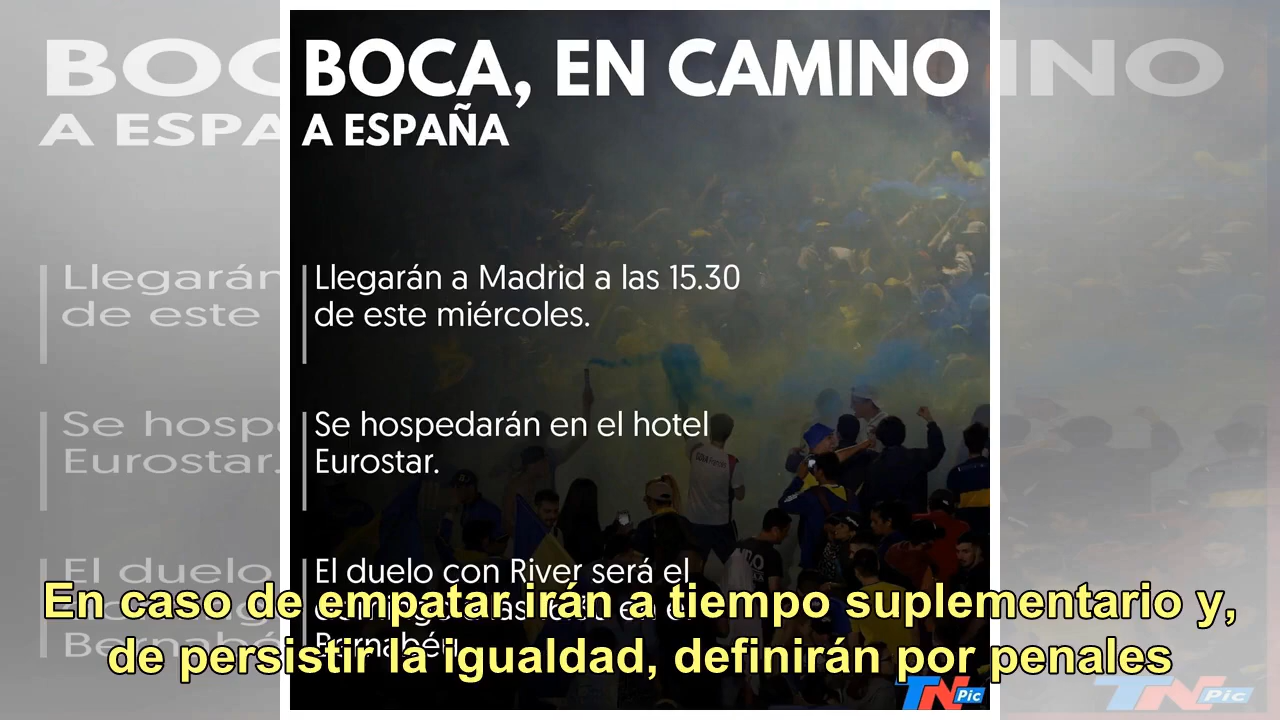 BOCA, EN CAMINO
A ESPAÑA
Llegarán a Madrid a las 15.30
de este miércoles.
Se hospedarán en el hotel
Eurostar.
El duelo con River será el
Bernabéu.
En caso de empatar irán a tiempo suplementario y,
de persistir la igualdad, definirán por penales
TN Pic